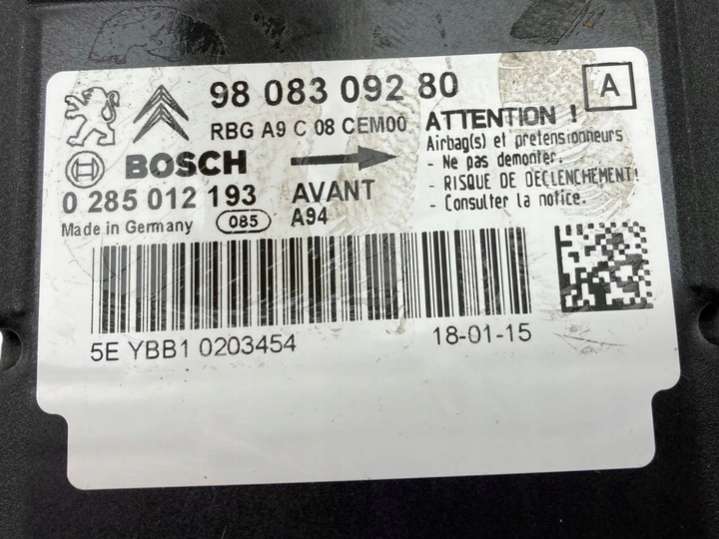 98 083 092 80
A
RBG A9 C 08 CEM00
ATTENTION !
Airbag(s) et pretensionneurs
- Ne pas demonter.
- RISQUE DE DECLENCHEMENT!
- Consulter la notice.
BOSCH
0 285 012 193
AVANT
Made in Germany
085
A94
5E YBB1 0203454
18-01-15